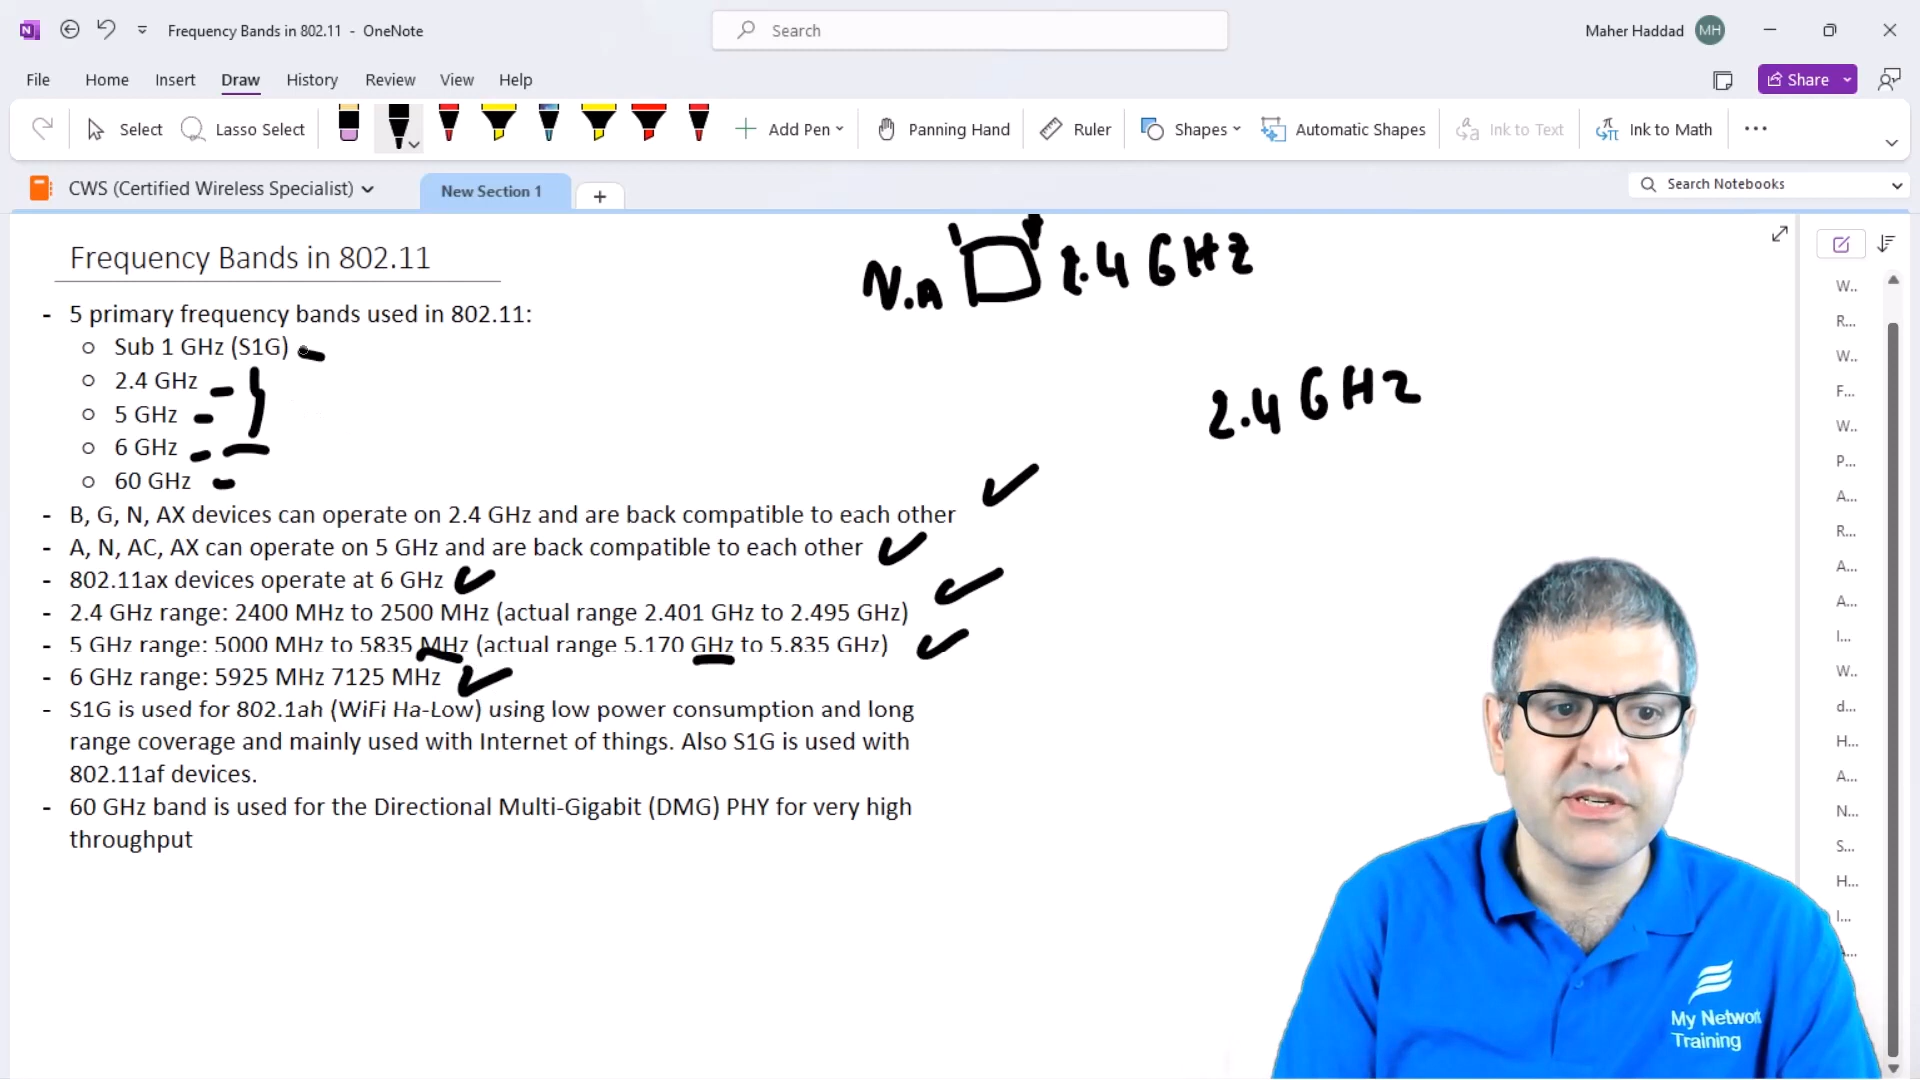 Frequency Bands in 802.11 - OneNote
Search
Maher Haddad MH
File Home Insert Draw History Review View Help
Share
Select Lasso Select Add Pen Panning Hand Ruler Shapes Automatic Shapes Ink to Text Ink to Math
CWS (Certified Wireless Specialist) New Section 1 + Search Notebooks
Frequency Bands in 802.11
N.A 2.4 GHZ
- 5 primary frequency bands used in 802.11:
○ Sub 1 GHz (S1G)
○ 2.4 GHz
○ 5 GHz
○ 6 GHz
○ 60 GHz
2.4 GHZ
- B, G, N, AX devices can operate on 2.4 GHz and are back compatible to each other
- A, N, AC, AX can operate on 5 GHz and are back compatible to each other
- 802.11ax devices operate at 6 GHz
- 2.4 GHz range: 2400 MHz to 2500 MHz (actual range 2.401 GHz to 2.495 GHz)
- 5 GHz range: 5000 MHz to 5835 MHz (actual range 5.170 GHz to 5.835 GHz)
- 6 GHz range: 5925 MHz 7125 MHz
- S1G is used for 802.1ah (WiFi Ha-Low) using low power consumption and long
range coverage and mainly used with Internet of things. Also S1G is used with
802.11af devices.
- 60 GHz band is used for the Directional Multi-Gigabit (DMG) PHY for very high
throughput
W..
R...
W..
F...
W..
P...
A...
R...
A...
A...
I...
W..
d...
H...
A...
N...
S...
H...
I...
My Network
Training